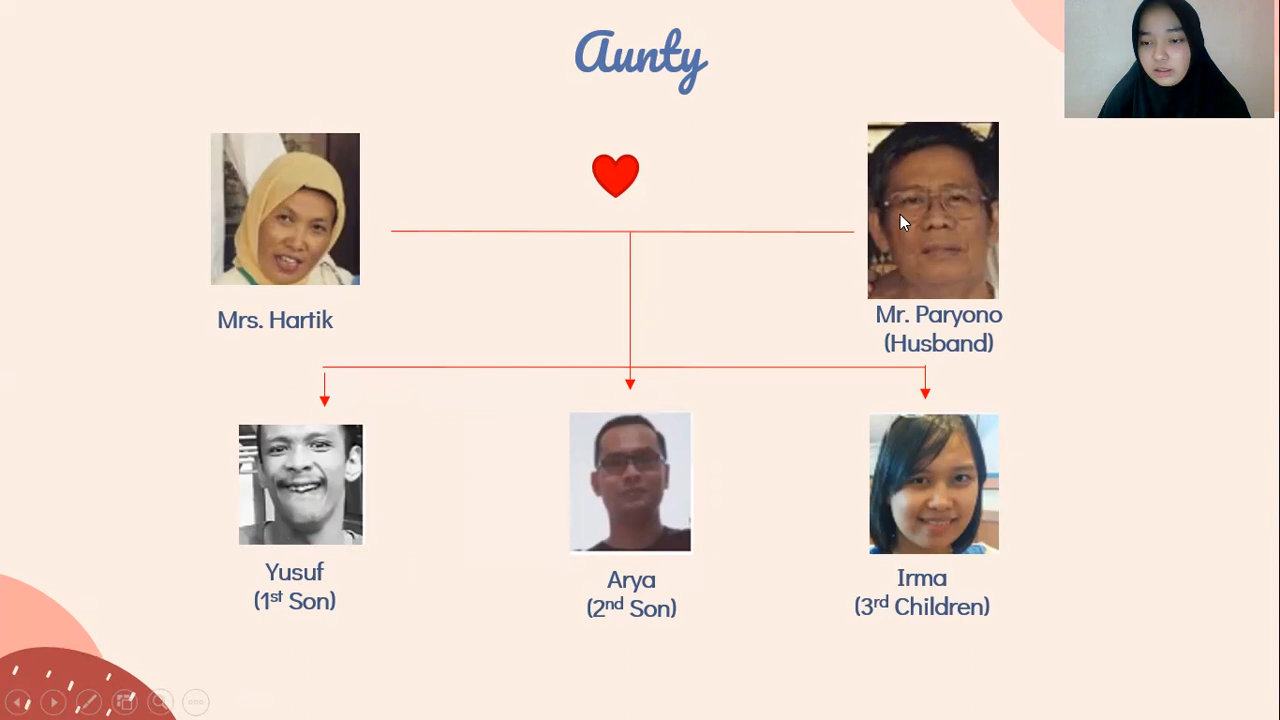 Aunty
Mrs. Hartik
Mr. Paryono
(Husband)
Yusuf
(1st Son)
Arya
(2nd Son)
Irma
(3rd Children)